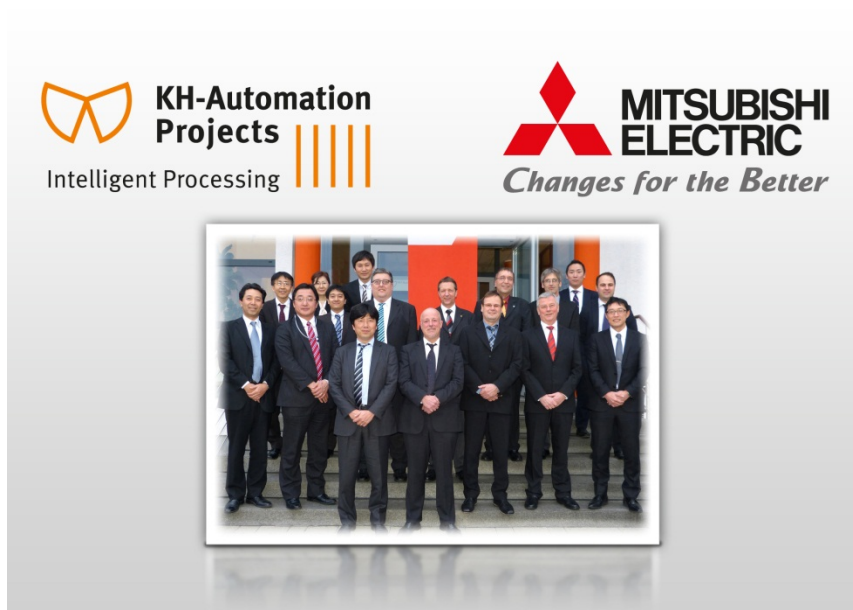 KH-Automation
Projects
Intelligent Processing
MITSUBISHI
ELECTRIC
Changes for the Better